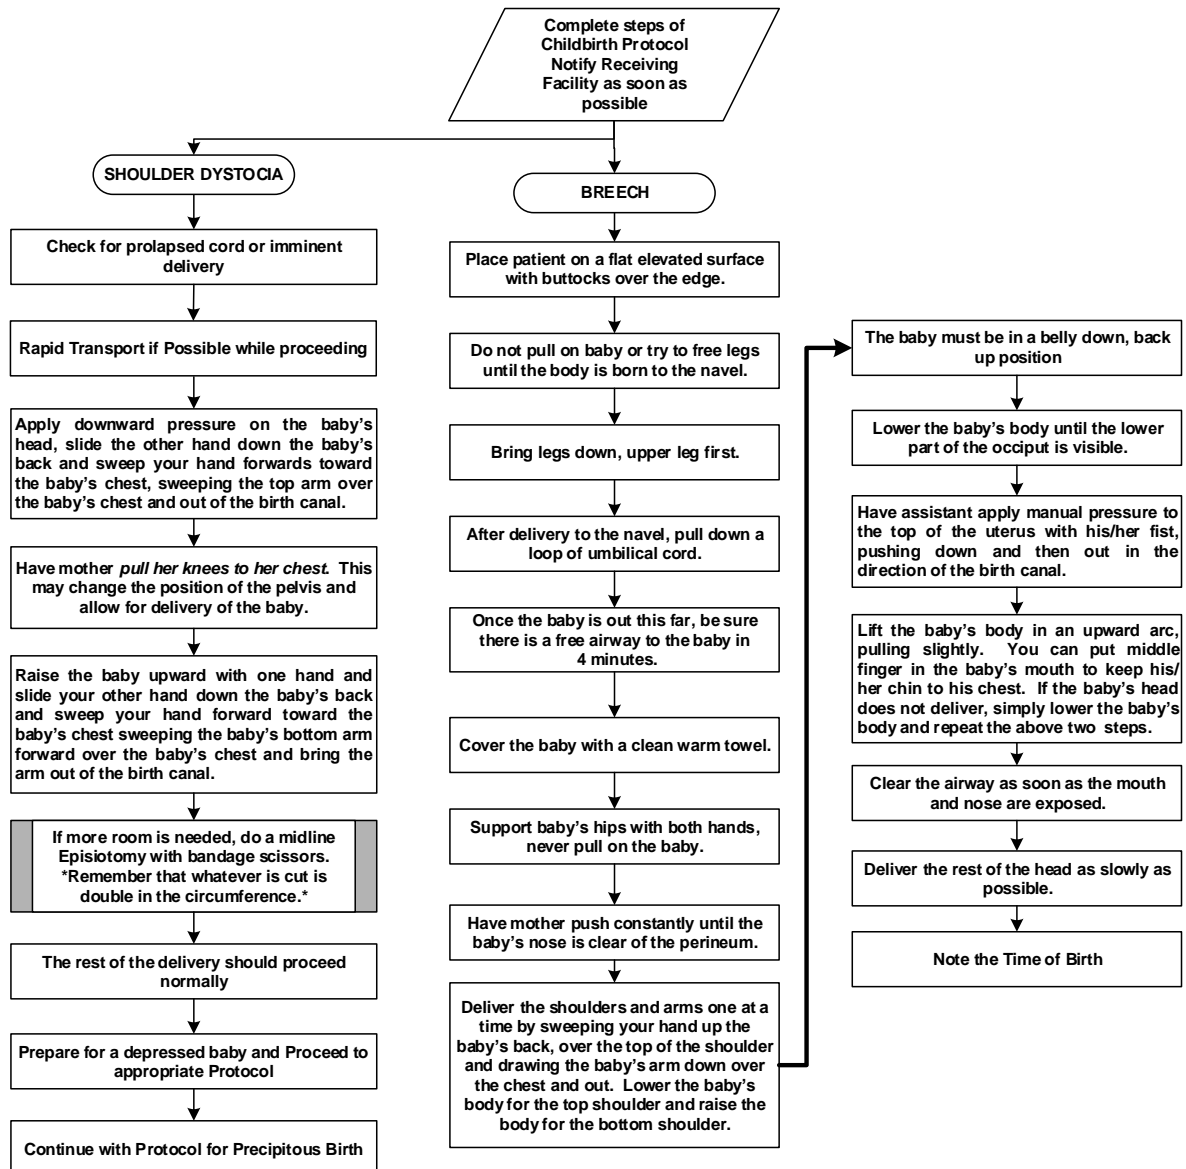 Complete steps of
Childbirth Protocol
Notify Receiving
Facility as soon as
possible
SHOULDER DYSTOCIA
Check for prolapsed cord or imminent
delivery
Rapid Transport if Possible while proceeding
Apply downward pressure on the baby's
head, slide the other hand down the baby's
back and sweep your hand forwards toward
the baby's chest, sweeping the top arm over
the baby's chest and out of the birth canal.
Have mother pull her knees to her chest. This
may change the position of the pelvis and
allow for delivery of the baby.
Raise the baby upward with one hand and
slide your other hand down the baby's back
and sweep your hand forward toward the
baby's chest sweeping the baby's bottom arm
forward over the baby's chest and bring the
arm out of the birth canal.
If more room is needed, do a midline
Episiotomy with bandage scissors.
*Remember that whatever is cut is
double in the circumference.*
The rest of the delivery should proceed
normally
Prepare for a depressed baby and Proceed to
appropriate Protocol
Continue with Protocol for Precipitous Birth
BREECH
Place patient on a flat elevated surface
with buttocks over the edge.
Do not pull on baby or try to free legs
until the body is born to the navel.
Bring legs down, upper leg first.
After delivery to the navel, pull down a
loop of umbilical cord.
Once the baby is out this far, be sure
there is a free airway to the baby in
4 minutes.
Cover the baby with a clean warm towel.
Support baby's hips with both hands,
never pull on the baby.
Have mother push constantly until the
baby's nose is clear of the perineum.
Deliver the shoulders and arms one at a
time by sweeping your hand up the
baby's back, over the top of the shoulder
and drawing the baby's arm down over
the chest and out. Lower the baby's
body for the top shoulder and raise the
body for the bottom shoulder.
The baby must be in a belly down, back
up position
Lower the baby's body until the lower
part of the occiput is visible.
Have assistant apply manual pressure to
the top of the uterus with his/her fist,
pushing down and then out in the
direction of the birth canal.
Lift the baby's body in an upward arc,
pulling slightly. You can put middle
finger in the baby's mouth to keep his/
her chin to his chest. If the baby's head
does not deliver, simply lower the baby's
body and repeat the above two steps.
Clear the airway as soon as the mouth
and nose are exposed.
Deliver the rest of the head as slowly as
possible.
Note the Time of Birth